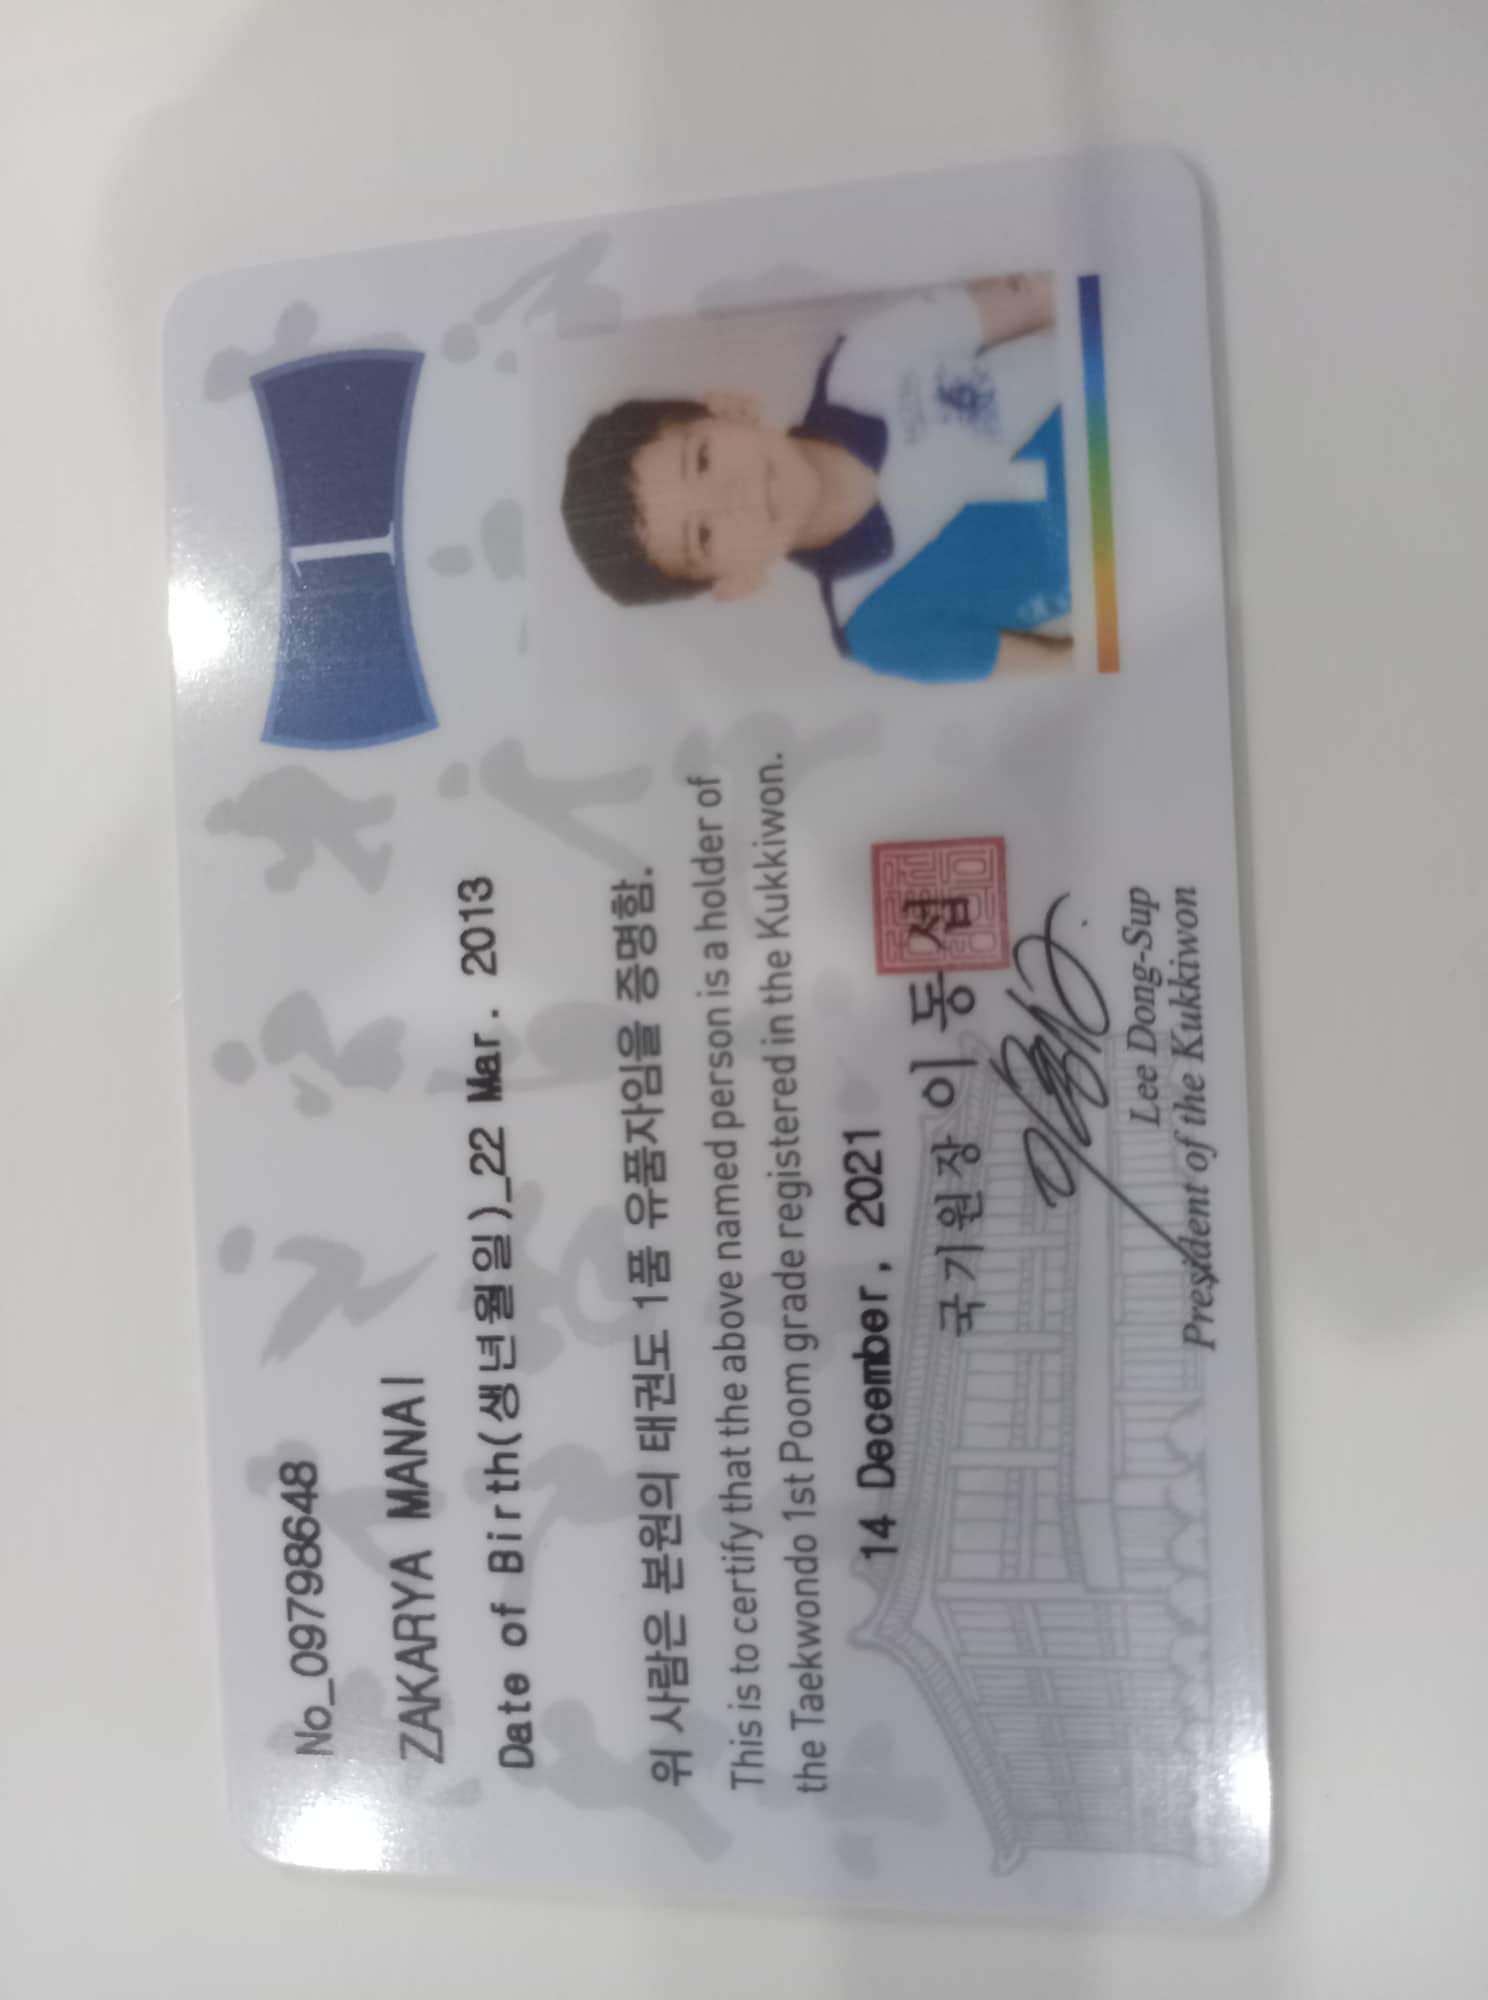 1
No_09798648
ZAKARYA MANAI
Date of Birth(생년월일)_22 Mar. 2013
위 사람은 본원의 태권도 1품 유품자임을 증명함.
This is to certify that the above named person is a holder of
the Taekwondo 1st Poom grade registered in the Kukkiwon.
14 December, 2021
국기원장 이동섭
Lee Dong-Sup
President of the Kukkiwon